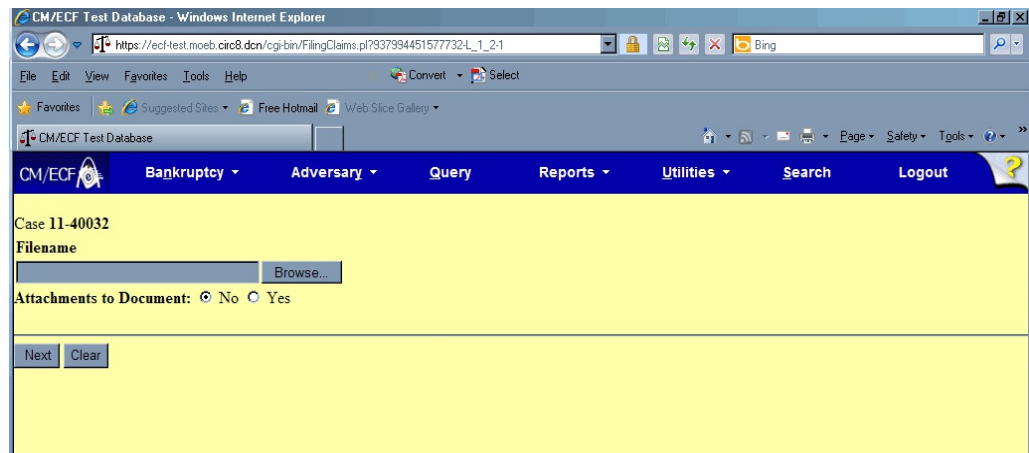 CM/ECF Test Database - Windows Internet Explorer
https://ecf-test.moeb.circ8.dcn/cgi-bin/FilingClaims.pl?937994451577732-L_1_2-1 Bing
File Edit View Favorites Tools Help Convert Select
Favorites Suggested Sites Free Hotmail Web Slice Gallery
CM/ECF Test Database Page Safety Tools »
CM/ECF Bankruptcy Adversary Query Reports Utilities Search Logout ?
Case 11-40032
Filename
Browse...
Attachments to Document: No Yes
Next Clear